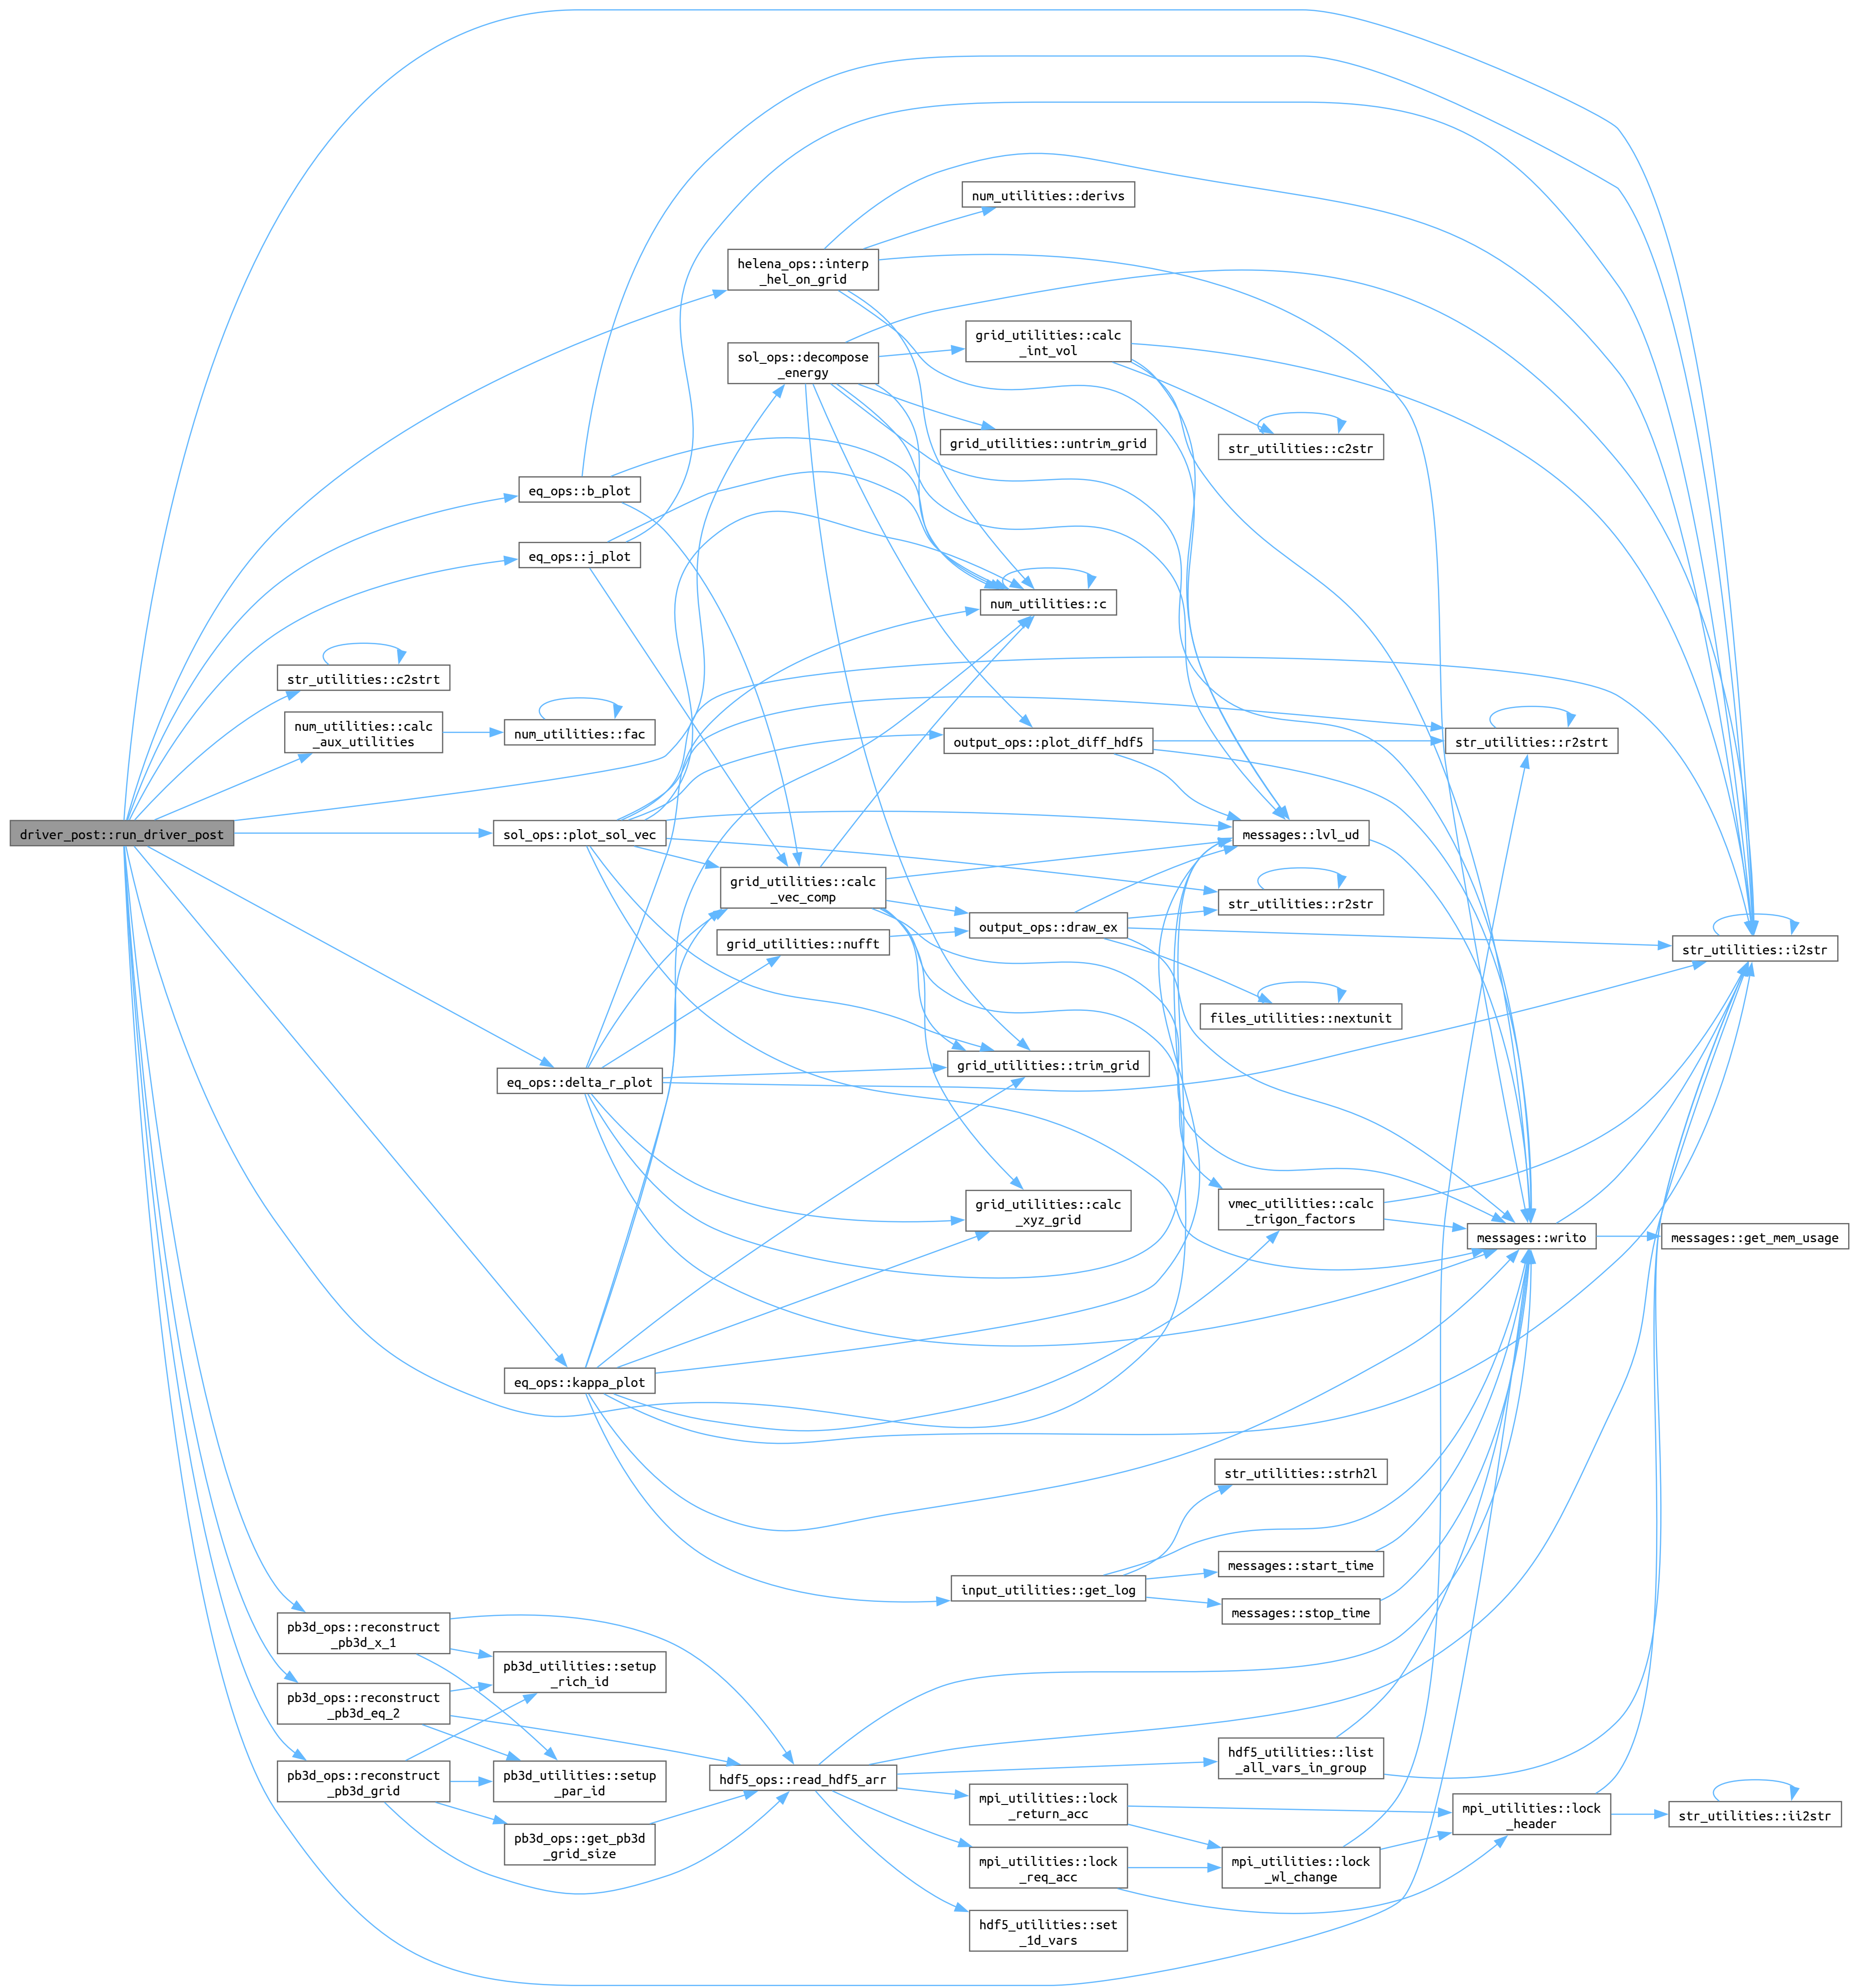 num_utilities::derivs
helena_ops::interp
_hel_on_grid
grid_utilities::calc
_int_vol
sol_ops::decompose
_energy
str_utilities::c2str
grid_utilities::untrim_grid
eq_ops::b_plot
eq_ops::j_plot
num_utilities::c
str_utilities::c2strt
num_utilities::calc
_aux_utilities
num_utilities::fac
output_ops::plot_diff_hdf5
str_utilities::r2strt
driver_post::run_driver_post
sol_ops::plot_sol_vec
messages::lvl_ud
grid_utilities::calc
_vec_comp
str_utilities::r2str
output_ops::draw_ex
grid_utilities::nufft
str_utilities::i2str
files_utilities::nextunit
grid_utilities::trim_grid
eq_ops::delta_r_plot
grid_utilities::calc
_xyz_grid
vmec_utilities::calc
_trigon_factors
messages::writo
messages::get_mem_usage
eq_ops::kappa_plot
str_utilities::strh2l
messages::start_time
input_utilities::get_log
messages::stop_time
pb3d_ops::reconstruct
_pb3d_x_1
pb3d_utilities::setup
_rich_id
pb3d_ops::reconstruct
_pb3d_eq_2
hdf5_utilities::list
_all_vars_in_group
pb3d_ops::reconstruct
_pb3d_grid
pb3d_utilities::setup
_par_id
hdf5_ops::read_hdf5_arr
mpi_utilities::lock
_return_acc
mpi_utilities::lock
_header
str_utilities::ii2str
pb3d_ops::get_pb3d
_grid_size
mpi_utilities::lock
_req_acc
mpi_utilities::lock
_wl_change
hdf5_utilities::set
_1d_vars